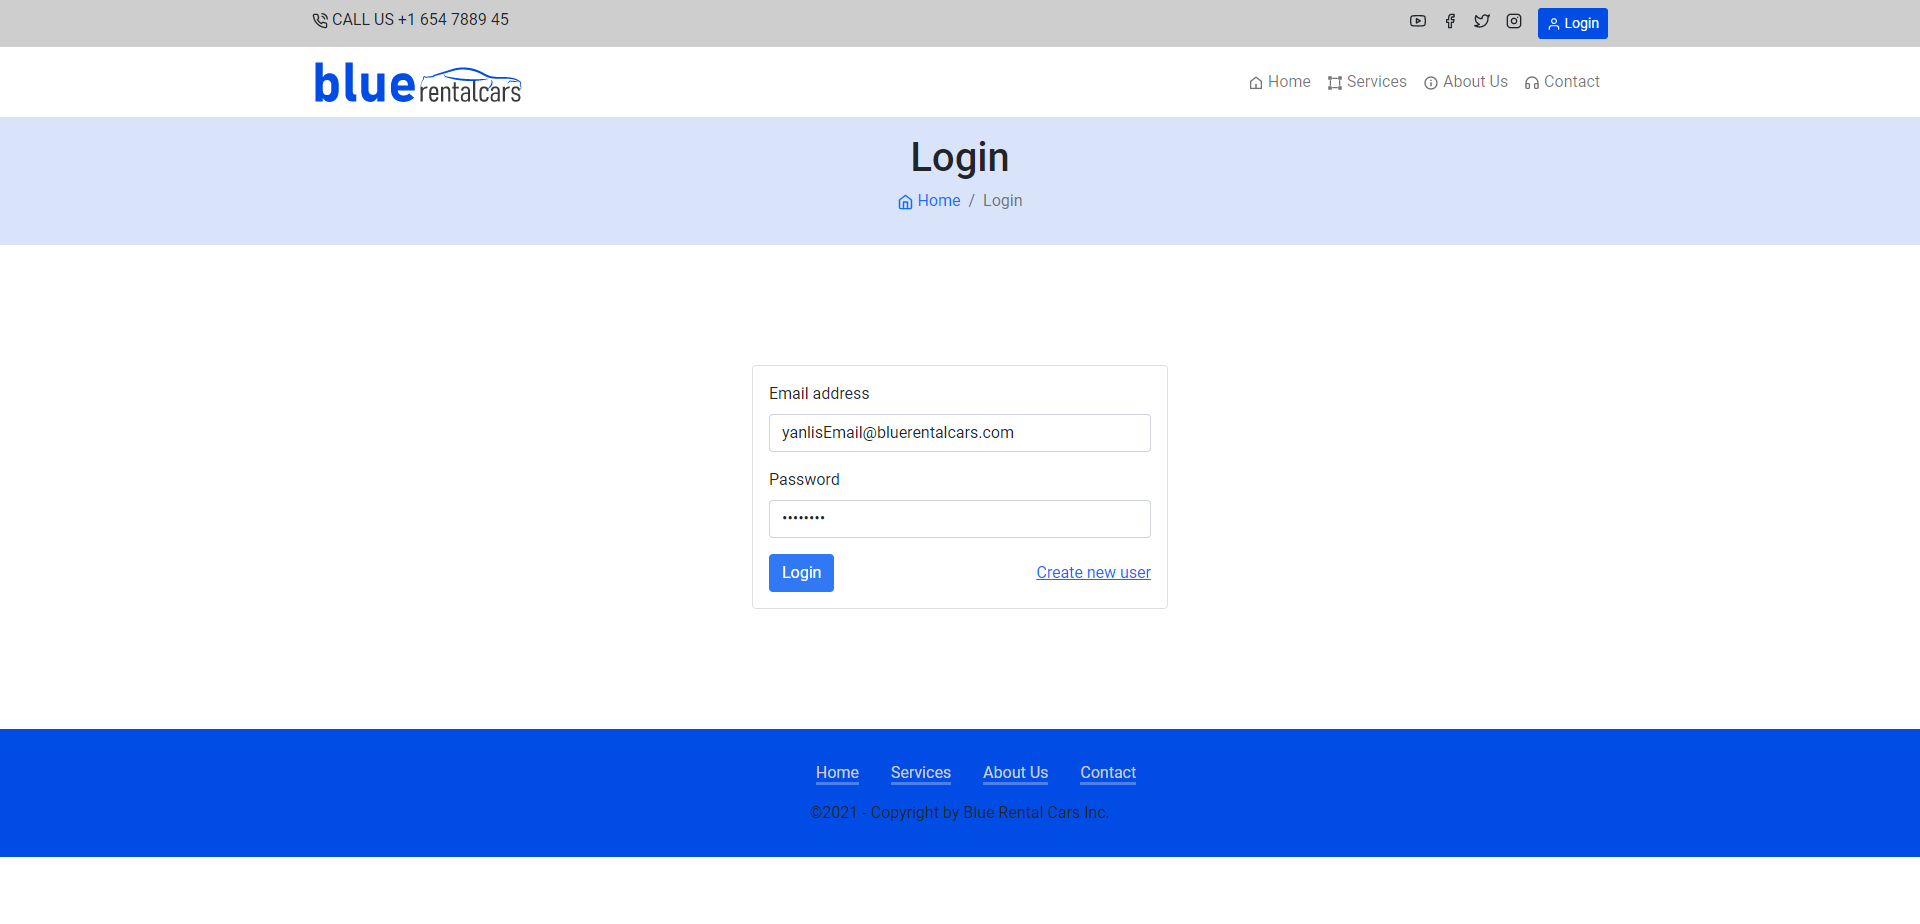 CALL US +1 654 7889 45
Login
blue rentalcars
Home Services About Us Contact
Login
Home / Login
Email address
yanlisEmail@bluerentalcars.com
Password
••••••••
Login Create new user
Home Services About Us Contact
©2021 - Copyright by Blue Rental Cars Inc.